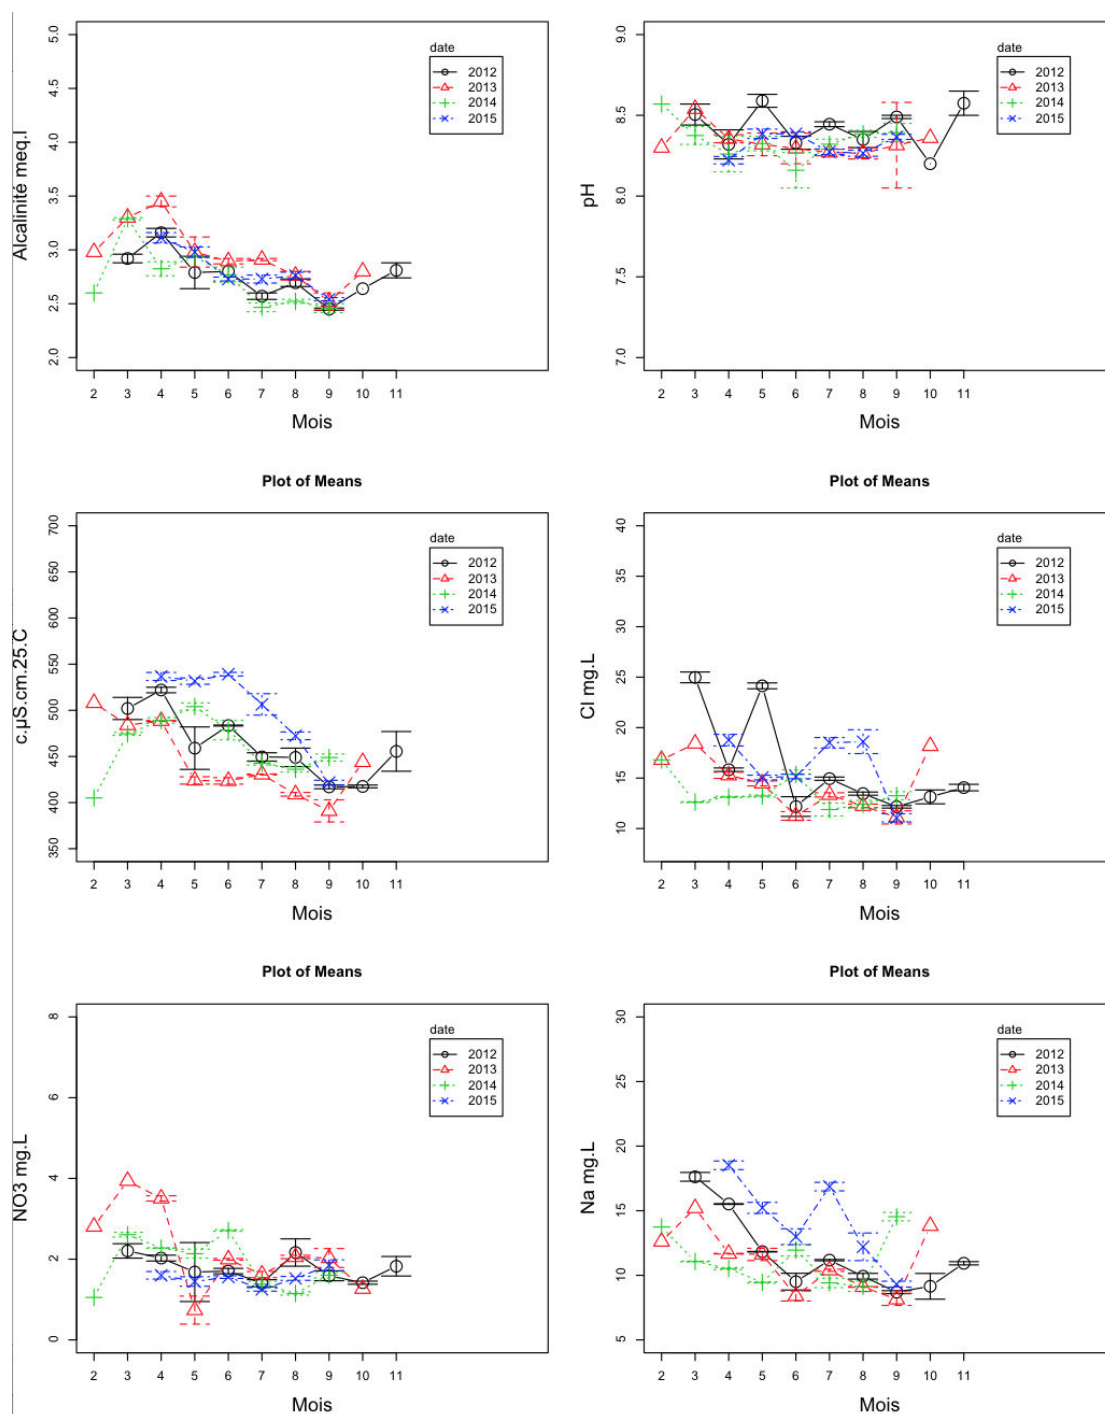 5.0
4.5
4.0
3.5
3.0
2.5
2.0
Alcalinité meq.l
date
2012
2013
2014
2015
2 3 4 5 6 7 8 9 10 11
Mois
9.0
8.5
8.0
7.5
7.0
pH
date
2012
2013
2014
2015
2 3 4 5 6 7 8 9 10 11
Mois
Plot of Means
700
650
600
550
500
450
400
350
c.µS.cm.25.C
date
2012
2013
2014
2015
2 3 4 5 6 7 8 9 10 11
Mois
Plot of Means
40
35
30
25
20
15
10
Cl mg.L
date
2012
2013
2014
2015
2 3 4 5 6 7 8 9 10 11
Mois
Plot of Means
8
6
4
2
0
NO3 mg.L
date
2012
2013
2014
2015
2 3 4 5 6 7 8 9 10 11
Mois
Plot of Means
30
25
20
15
10
5
Na mg.L
date
2012
2013
2014
2015
2 3 4 5 6 7 8 9 10 11
Mois